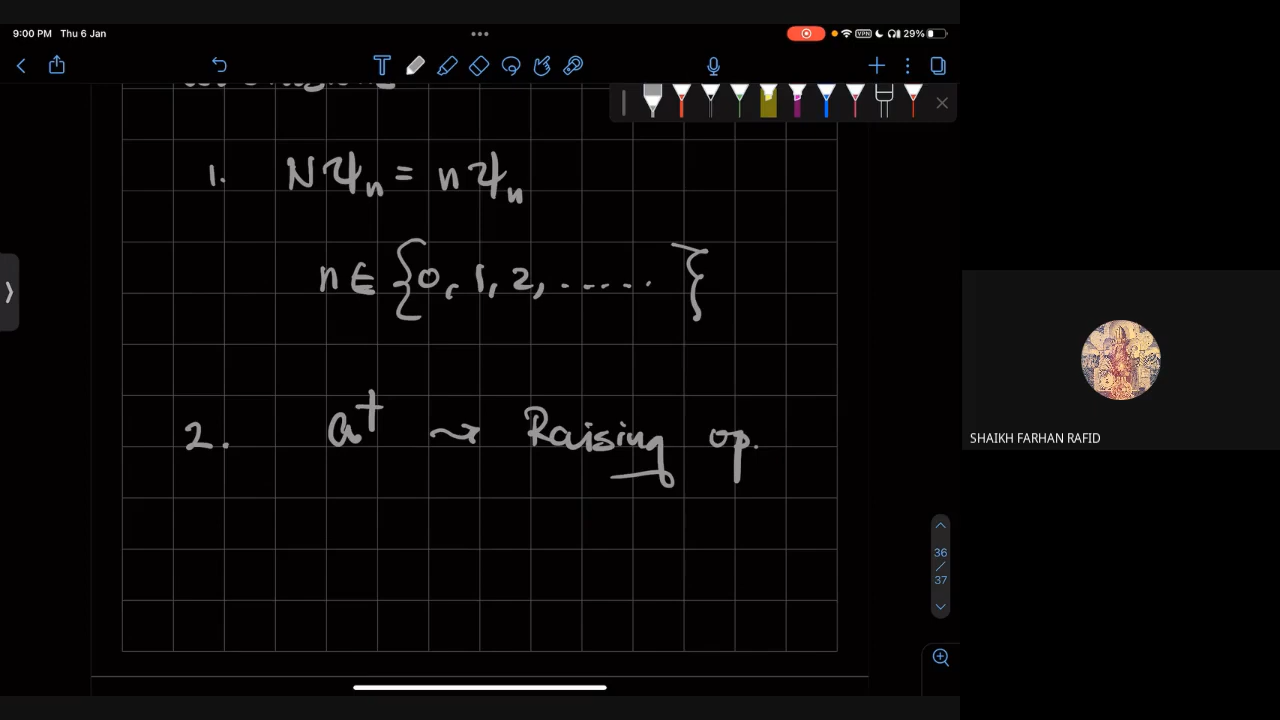 9:00 PM Thu 6 Jan
VPN 29%
1. Nψₙ = nψₙ
n ∈ {0, 1, 2, ..... }
2. a† ⇝ Raising op.
SHAIKH FARHAN RAFID
36
/
37